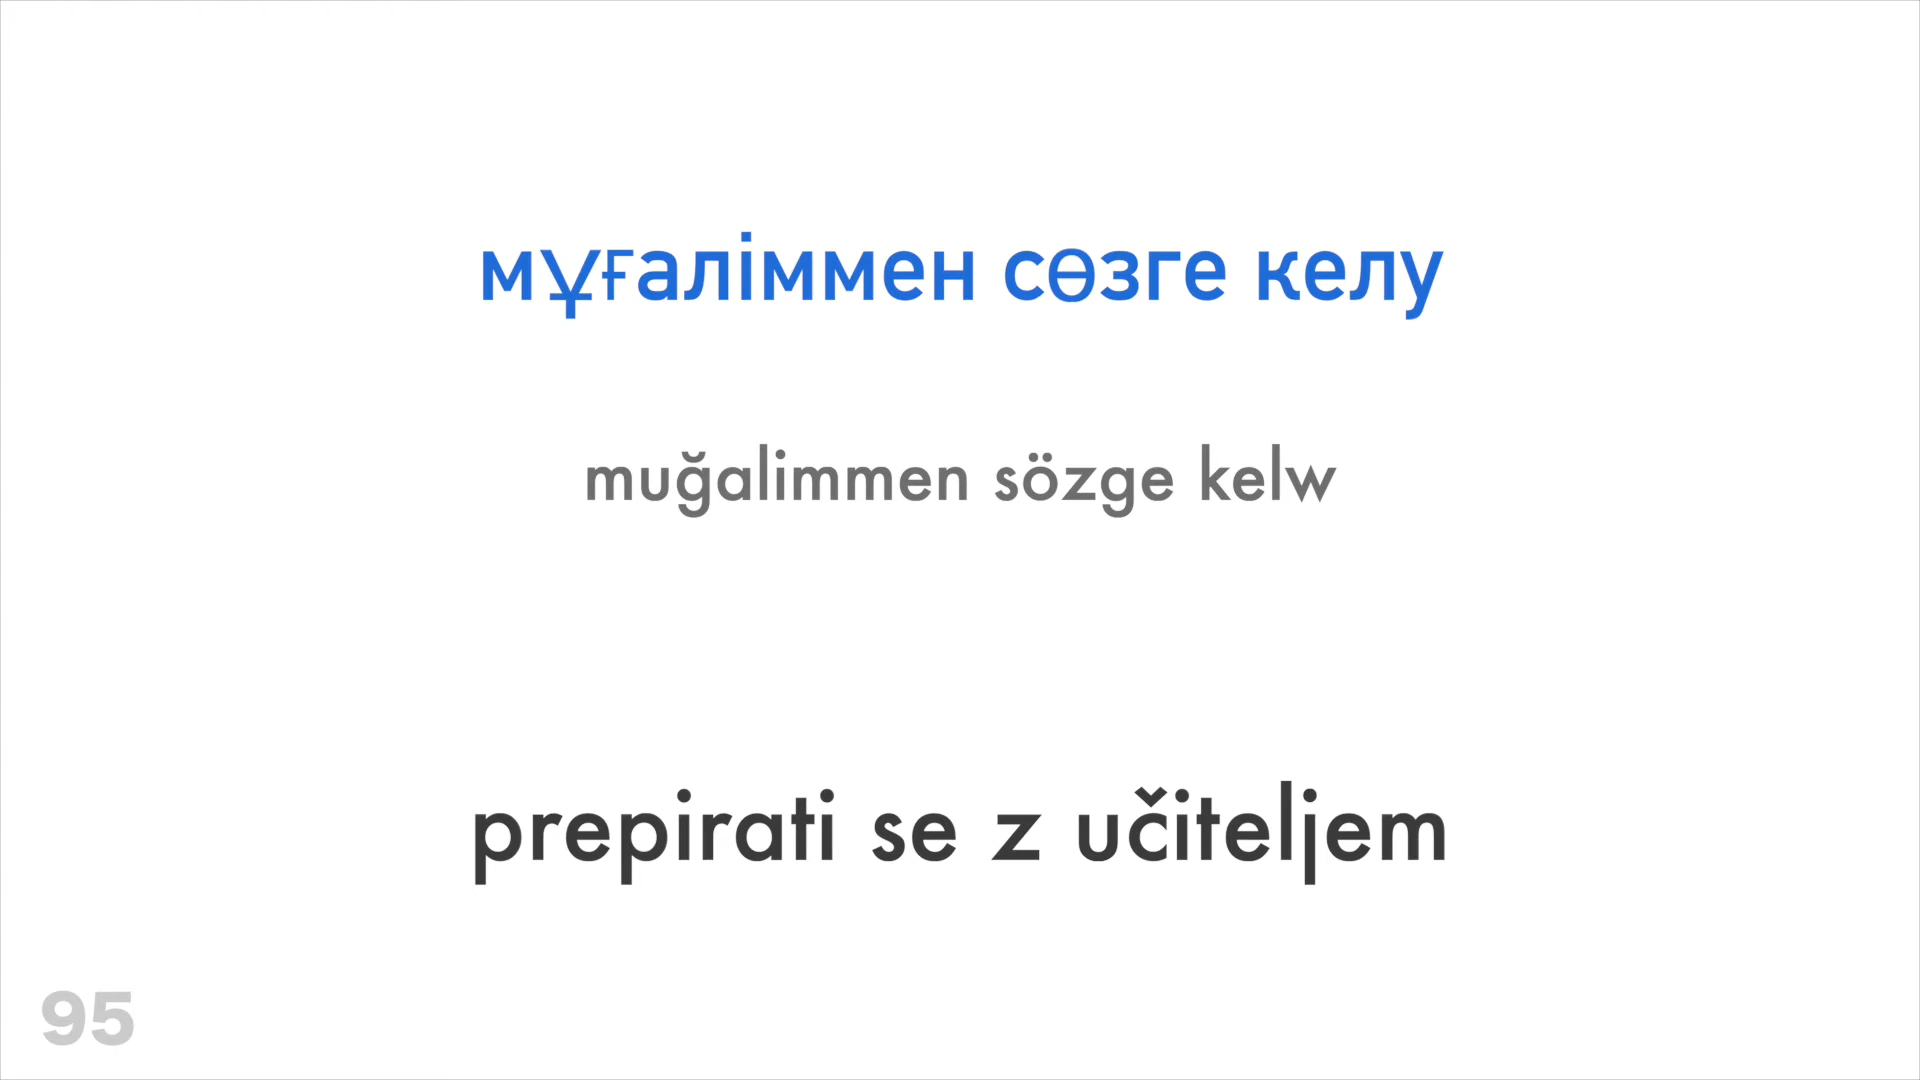 мұғаліммен сөзге келу
muğalimmen sözge kelw
prepirati se z učiteljem
95